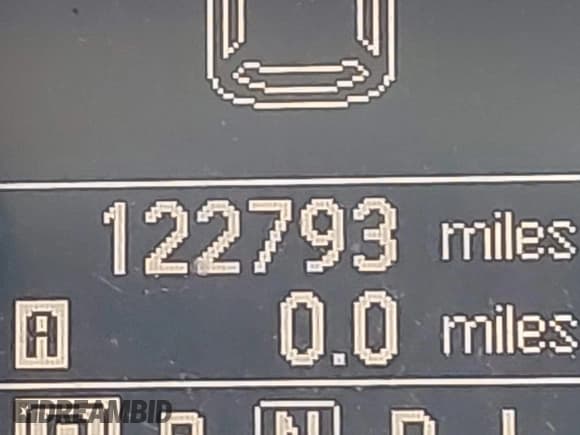 122793 miles
A 0.0 miles
P R N D L
DREAMBID